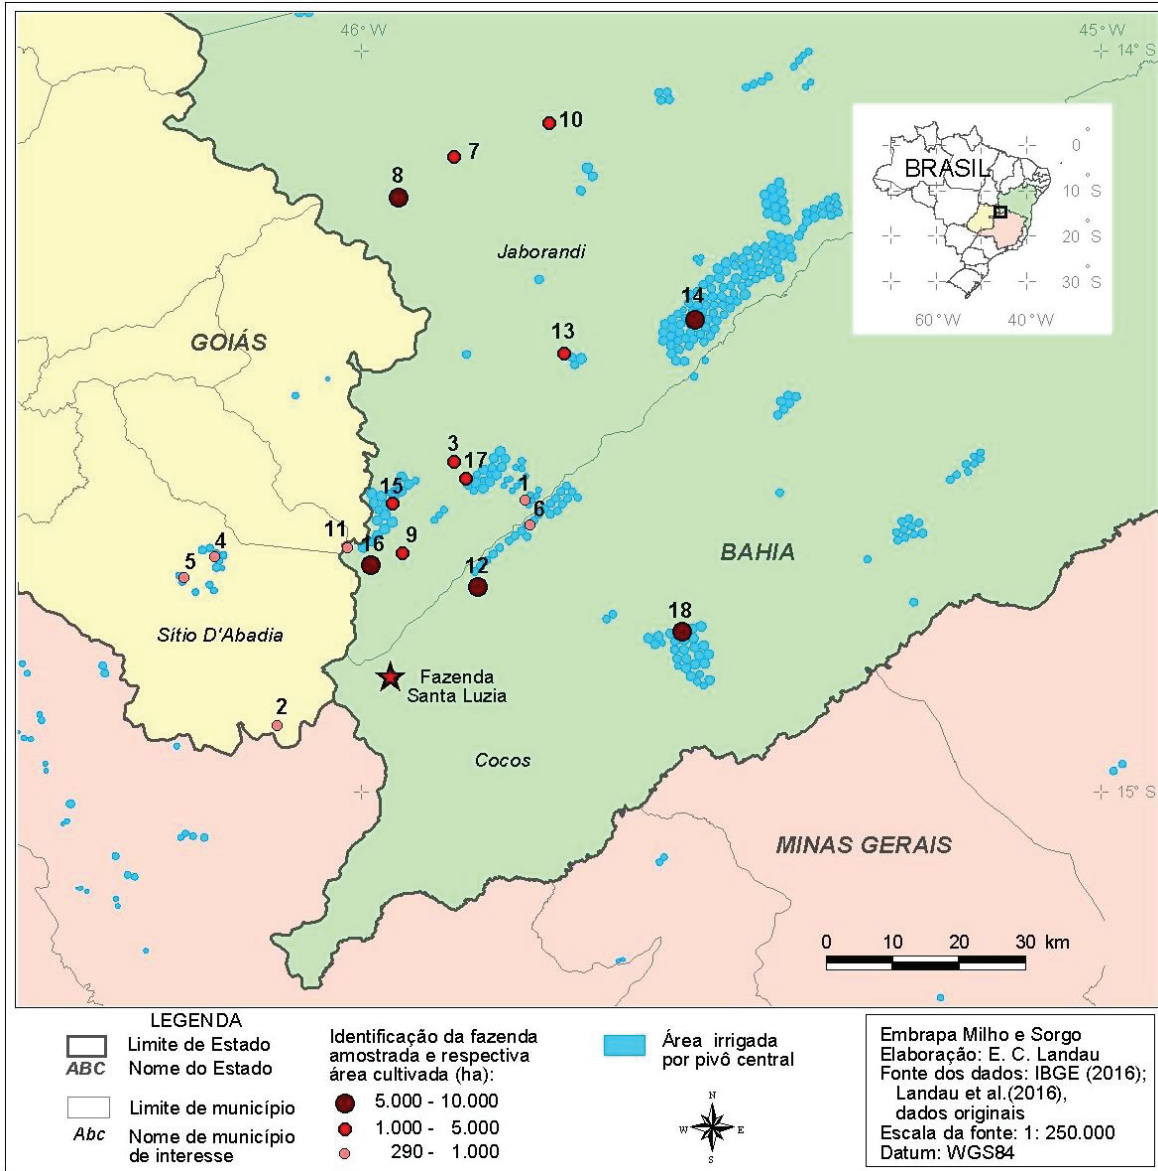 46° W
45° W
14° S
10
7
8
BRASIL
0°
10° S
20° S
30° S
60° W
40° W
Jaborandi
14
GOIÁS
13
3
17
15
1
6
11
16
9
4
5
12
BAHIA
18
Sítio D'Abadia
Fazenda
Santa Luzia
2
Cocos
15° S
MINAS GERAIS
0 10 20 30 km
LEGENDA
Limite de Estado
ABC Nome do Estado
Limite de município
Abc Nome de município
de interesse
Identificação da fazenda
amostrada e respectiva
área cultivada (ha):
5.000 - 10.000
1.000 - 5.000
290 - 1.000
Área irrigada
por pivô central
N
W E
S
Embrapa Milho e Sorgo
Elaboração: E. C. Landau
Fonte dos dados: IBGE (2016);
Landau et al.(2016),
dados originais
Escala da fonte: 1: 250.000
Datum: WGS84